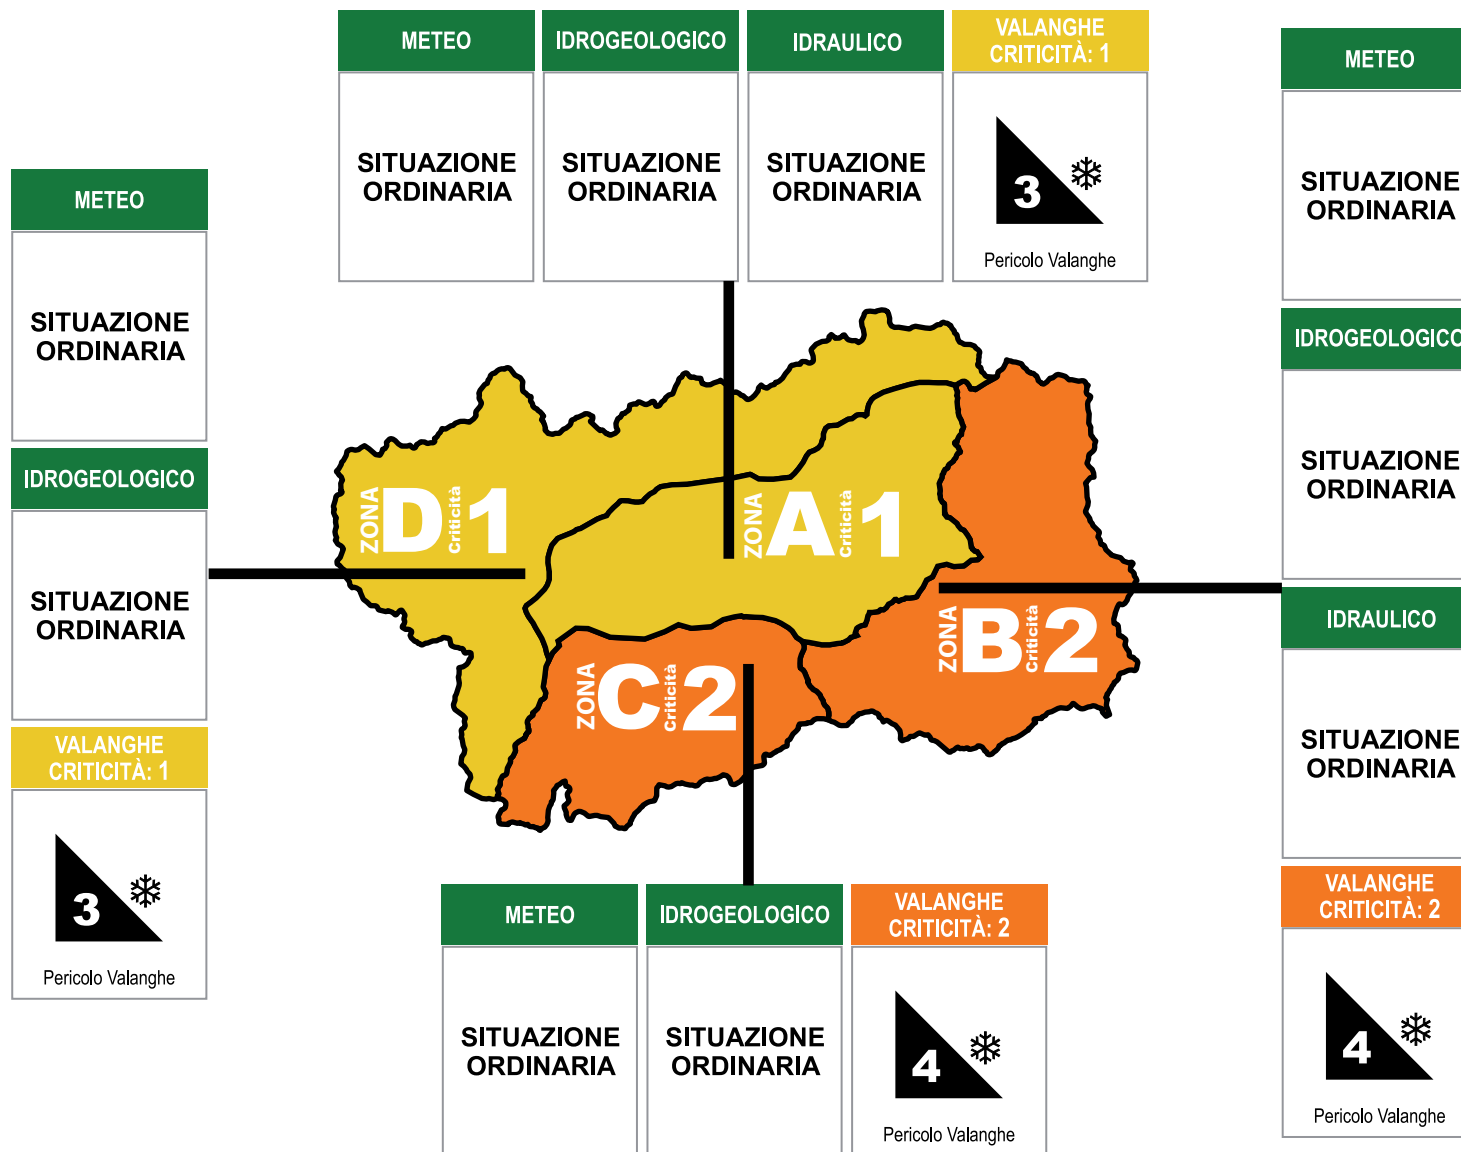 METEO
SITUAZIONE
ORDINARIA
IDROGEOLOGICO
SITUAZIONE
ORDINARIA
IDRAULICO
SITUAZIONE
ORDINARIA
VALANGHE
CRITICITÀ: 1
3
Pericolo Valanghe
METEO
SITUAZIONE
ORDINARIA
IDROGEOLOGICO
SITUAZIONE
ORDINARIA
VALANGHE
CRITICITÀ: 1
3
Pericolo Valanghe
ZONA D Criticità 1
ZONA A Criticità 1
ZONA B Criticità 2
ZONA C Criticità 2
METEO
SITUAZIONE
ORDINARIA
IDROGEOLOGICO
SITUAZIONE
ORDINARIA
VALANGHE
CRITICITÀ: 2
4
Pericolo Valanghe
METEO
SITUAZIONE
ORDINARIA
IDROGEOLOGICO
SITUAZIONE
ORDINARIA
IDRAULICO
SITUAZIONE
ORDINARIA
VALANGHE
CRITICITÀ: 2
4
Pericolo Valanghe